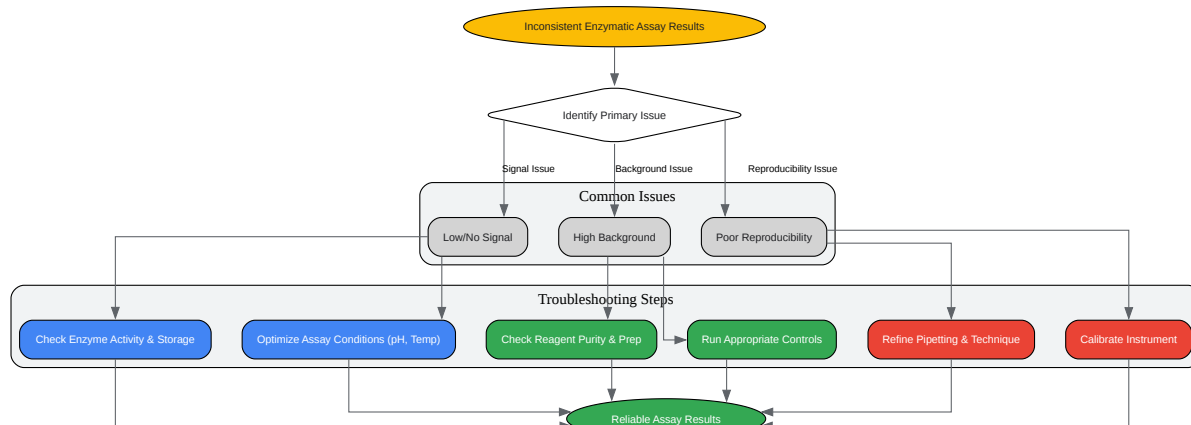 Inconsistent Enzymatic Assay Results
Identify Primary Issue
Signal Issue
Background Issue
Reproducibility Issue
Common Issues
Low/No Signal
High Background
Poor Reproducibility
Troubleshooting Steps
Check Enzyme Activity & Storage
Optimize Assay Conditions (pH, Temp)
Check Reagent Purity & Prep
Run Appropriate Controls
Refine Pipetting & Technique
Calibrate Instrument
Reliable Assay Results